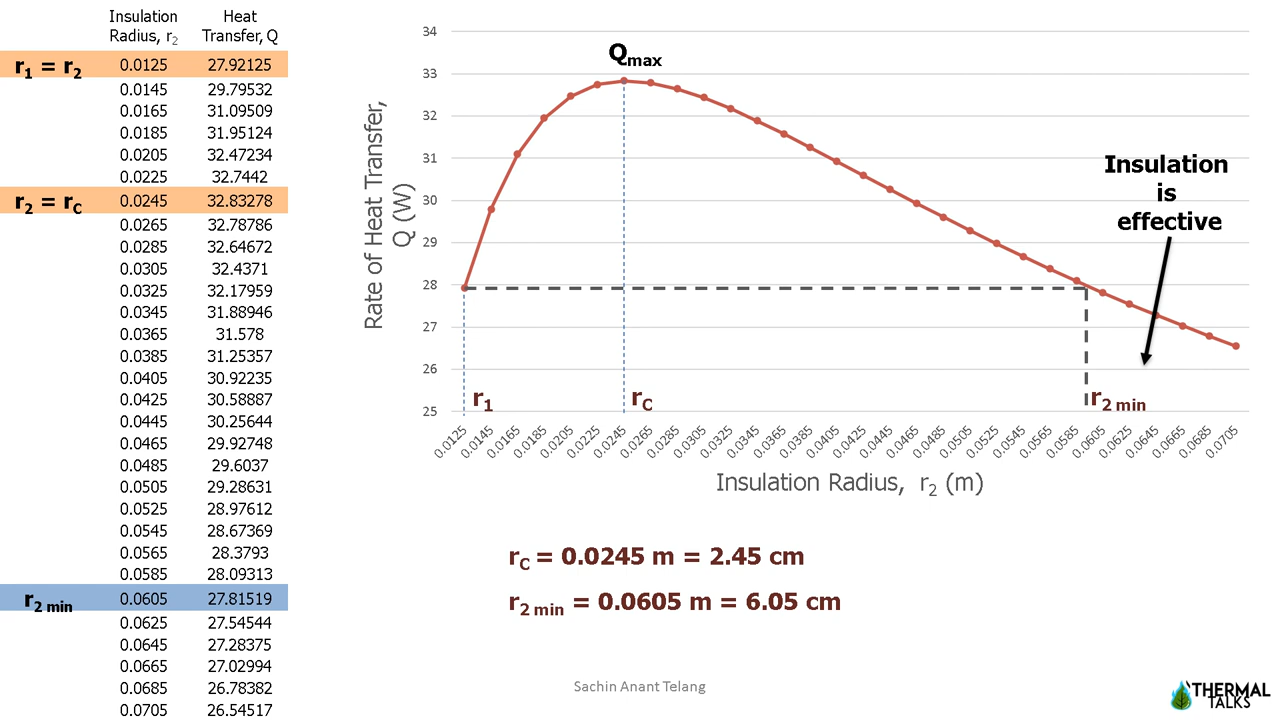 Insulation Heat
Radius, r2 Transfer, Q
r1 = r2 0.0125 27.92125
0.0145 29.79532
0.0165 31.09509
0.0185 31.95124
0.0205 32.47234
0.0225 32.7442
r2 = rC 0.0245 32.83278
0.0265 32.78786
0.0285 32.64672
0.0305 32.4371
0.0325 32.17959
0.0345 31.88946
0.0365 31.578
0.0385 31.25357
0.0405 30.92235
0.0425 30.58887
0.0445 30.25644
0.0465 29.92748
0.0485 29.6037
0.0505 29.28631
0.0525 28.97612
0.0545 28.67369
0.0565 28.3793
0.0585 28.09313
r2 min 0.0605 27.81519
0.0625 27.54544
0.0645 27.28375
0.0665 27.02994
0.0685 26.78382
0.0705 26.54517
Rate of Heat Transfer,
Q (W)
34
33
32
31
30
29
28
27
26
25
Qmax
Insulation
is
effective
r1
rC
r2 min
0.0125 0.0145 0.0165 0.0185 0.0205 0.0225 0.0245 0.0265 0.0285 0.0305 0.0325 0.0345 0.0365 0.0385 0.0405 0.0425 0.0445 0.0465 0.0485 0.0505 0.0525 0.0545 0.0565 0.0585 0.0605 0.0625 0.0645 0.0665 0.0685 0.0705
Insulation Radius, r2 (m)
rC = 0.0245 m = 2.45 cm
r2 min = 0.0605 m = 6.05 cm
Sachin Anant Telang
THERMAL
TALKS